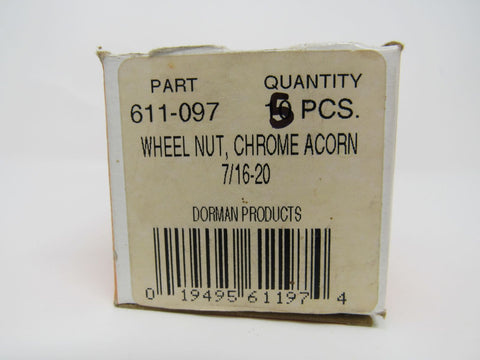 PART QUANTITY
611-097 5 PCS.
WHEEL NUT, CHROME ACORN
7/16-20
DORMAN PRODUCTS
0 19495 61197 4